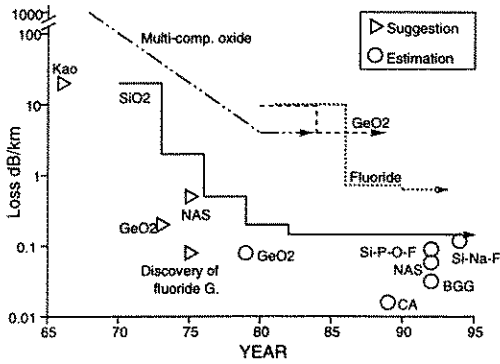 1000
Multi-comp. oxide
Suggestion
Estimation
Kao
SiO2
10
GeO2
Fluoride
Loss dB/km
1
NAS
GeO2
0.1
Discovery of
fluoride G.
GeO2
Si-P-O-F
NAS
Si-Na-F
BGG
CA
0.01
65 70 75 80 85 90 95
YEAR